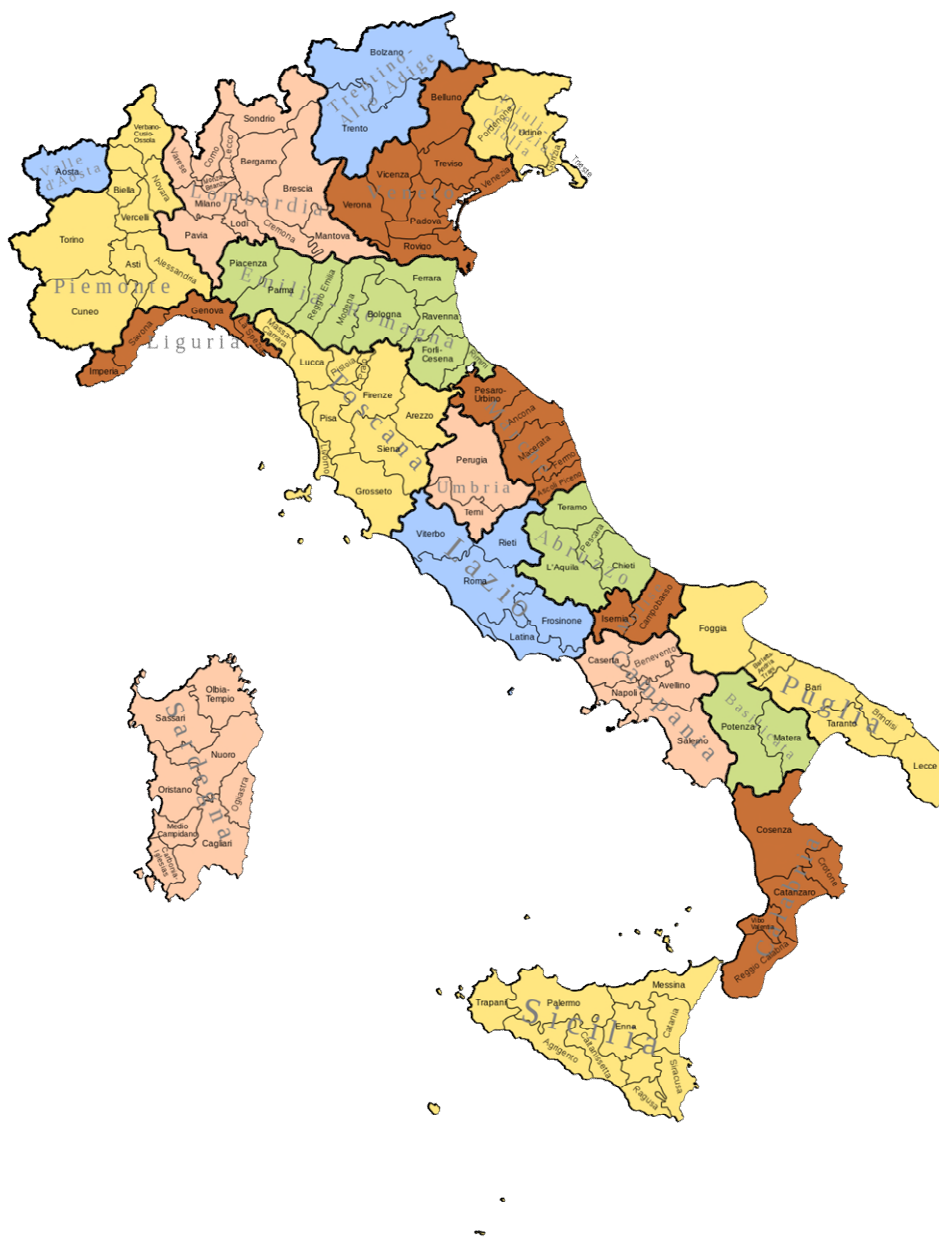 Bolzano
Trentino-
Alto Adige
Trento
Belluno
Friuli-
Venezia
Giulia
Pordenone
Udine
Gorizia
Trieste
Sondrio
Verbano-
Cusio-
Ossola
Valle
d'Aosta
Aosta
Varese
Como
Lecco
Bergamo
Brescia
Monza
Brianza
Lombardia
Milano
Lodi
Cremona
Pavia
Mantova
Vicenza
Treviso
Veneto
Venezia
Verona
Padova
Rovigo
Biella
Novara
Vercelli
Torino
Asti
Alessandria
Piemonte
Cuneo
Genova
Savona
La Spezia
Liguria
Imperia
Piacenza
Parma
Reggio Emilia
Modena
Emilia Romagna
Bologna
Ferrara
Ravenna
Forlì-
Cesena
Rimini
Massa-
Carrara
Lucca
Pistoia
Prato
Firenze
Toscana
Pisa
Arezzo
Livorno
Siena
Grosseto
Pesaro-
Urbino
Marche
Ancona
Macerata
Fermo
Ascoli Piceno
Perugia
Umbria
Terni
Viterbo
Rieti
Lazio
Roma
Frosinone
Latina
Teramo
Abruzzo
Pescara
L'Aquila
Chieti
Isernia
Campobasso
Foggia
Barletta-
Andria
Trani
Bari
Puglia
Taranto
Brindisi
Lecce
Caserta
Benevento
Campania
Napoli
Avellino
Salerno
Basilicata
Potenza
Matera
Cosenza
Calabria
Crotone
Catanzaro
Vibo
Valentia
Reggio Calabria
Olbia-
Tempio
Sassari
Sardegna
Nuoro
Oristano
Ogliastra
Medio
Campidano
Cagliari
Carbonia-
Iglesias
Messina
Trapani
Palermo
Sicilia
Enna
Catania
Agrigento
Caltanissetta
Siracusa
Ragusa